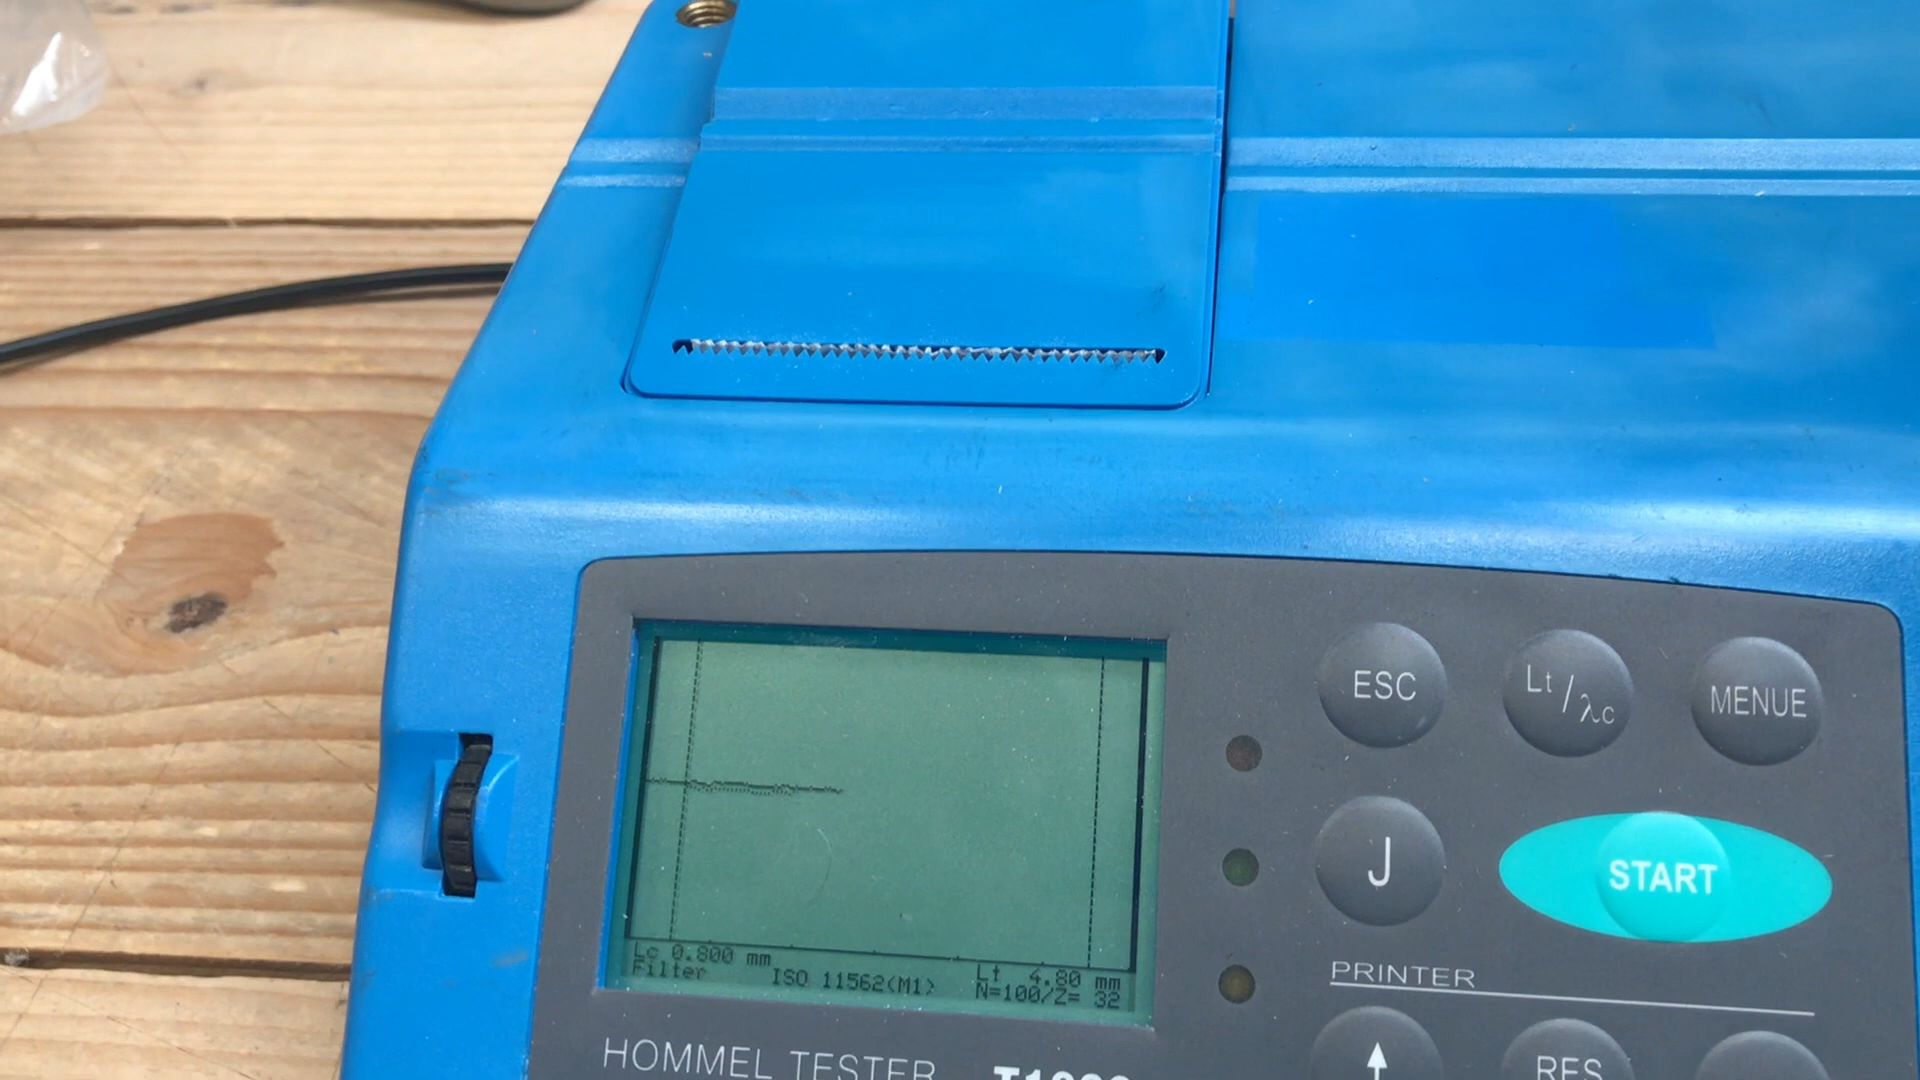 ESC
Lt/λc
MENUE
J
START
PRINTER
RES
Lc 0.800 mm
Filter
ISO 11562(M1)
Lt 4.80 mm
N=100/Z= 32
HOMMEL TESTER